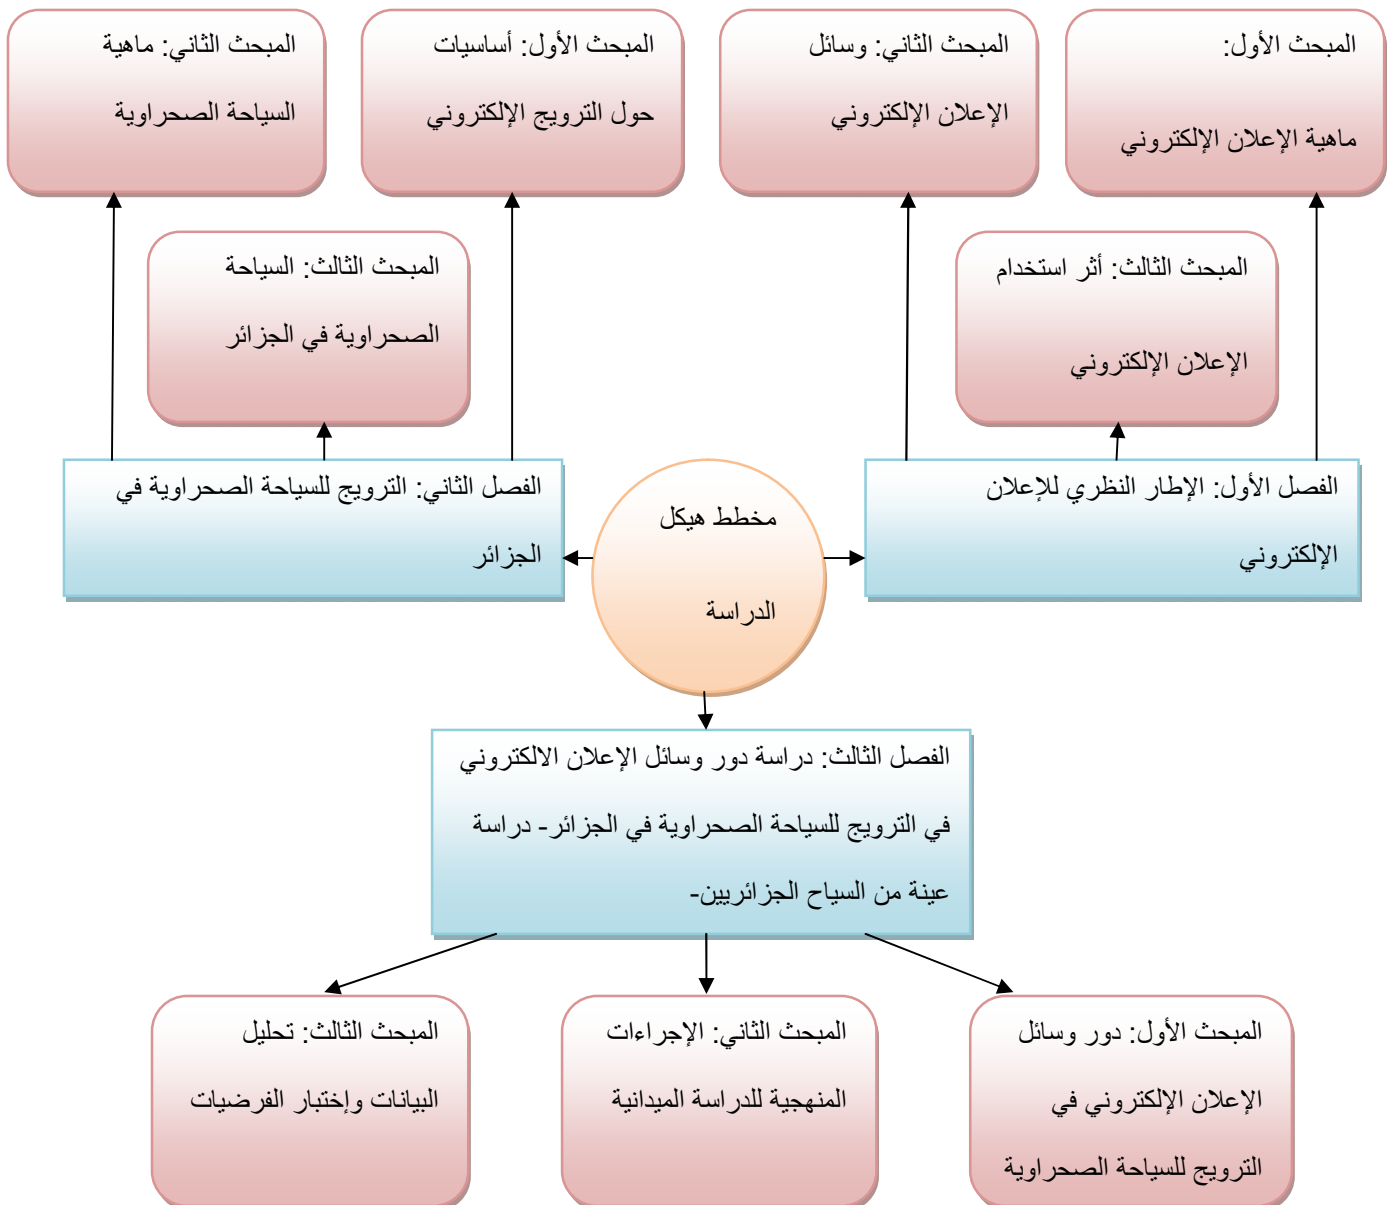 المبحث الأول:
ماهية الإعلان الإلكتروني
المبحث الثاني: وسائل
الإعلان الإلكتروني
المبحث الأول: أساسيات
حول الترويج الإلكتروني
المبحث الثاني: ماهية
السياحة الصحراوية
المبحث الثالث: أثر استخدام
الإعلان الإلكتروني
المبحث الثالث: السياحة
الصحراوية في الجزائر
الفصل الأول: الإطار النظري للإعلان
الإلكتروني
مخطط هيكل
الدراسة
الفصل الثاني: الترويج للسياحة الصحراوية في
الجزائر
الفصل الثالث: دراسة دور وسائل الإعلان الالكتروني
في الترويج للسياحة الصحراوية في الجزائر- دراسة
عينة من السياح الجزائريين-
المبحث الأول: دور وسائل
الإعلان الإلكتروني في
الترويج للسياحة الصحراوية
المبحث الثاني: الإجراءات
المنهجية للدراسة الميدانية
المبحث الثالث: تحليل
البيانات وإختبار الفرضيات